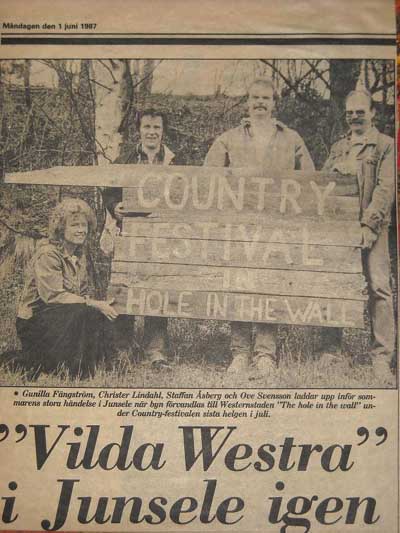 Måndagen den 1 juni 1987
COUNTRY
FESTIVAL
IN
HOLE IN THE WALL
• Gunilla Fängström, Christer Lindahl, Staffan Åsberg och Ove Svensson laddar upp inför som-
marens stora händelse i Junsele när byn förvandlas till Westernstaden "The hole in the wall" un-
der Country-festivalen sista helgen i juli.
"Vilda Westra"
i Junsele igen